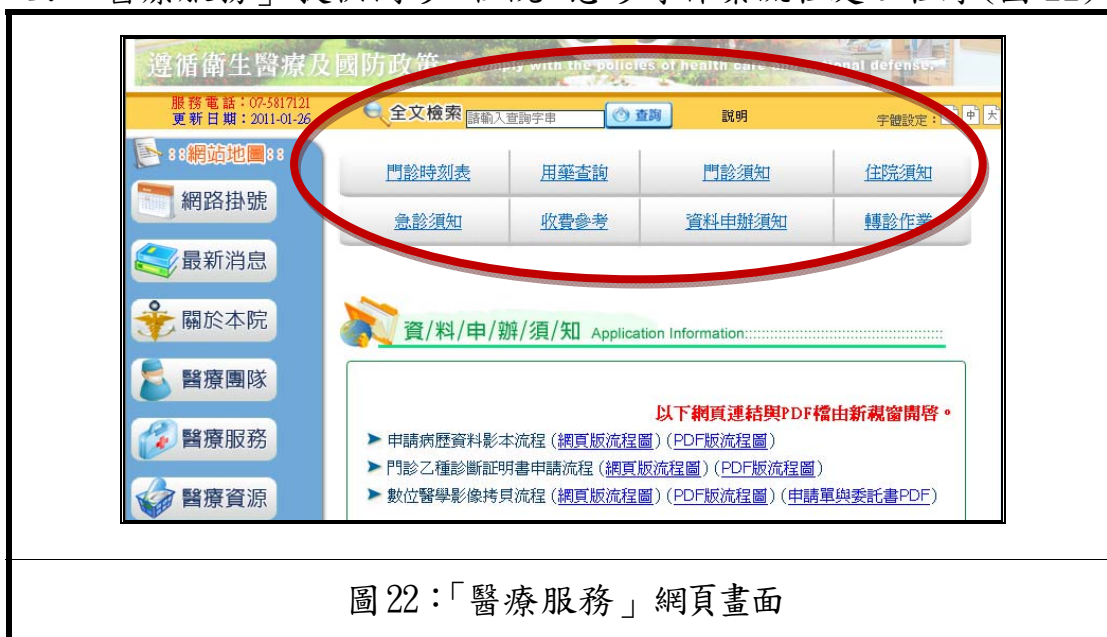 遵循衛生醫療及國防政策 with the policies of health care
服務電話：07-5817121
更新日期：2011-01-26
全文檢索 請輸入查詢字串 查詢 說明 字體設定： 中 大
網站地圖
網路掛號
最新消息
關於本院
醫療團隊
醫療服務
醫療資源
門診時刻表 用藥查詢 門診須知 住院須知
急診須知 收費參考 資料申辦須知 轉診作業
資/料/申/辦/須/知 Application Information
以下網頁連結與PDF檔由新視窗開啓。
申請病歷資料影本流程 (網頁版流程圖) (PDF版流程圖)
門診乙種診斷証明書申請流程 (網頁版流程圖) (PDF版流程圖)
數位醫學影像拷貝流程 (網頁版流程圖) (PDF版流程圖) (申請單與委託書PDF)
圖22：「醫療服務」網頁畫面